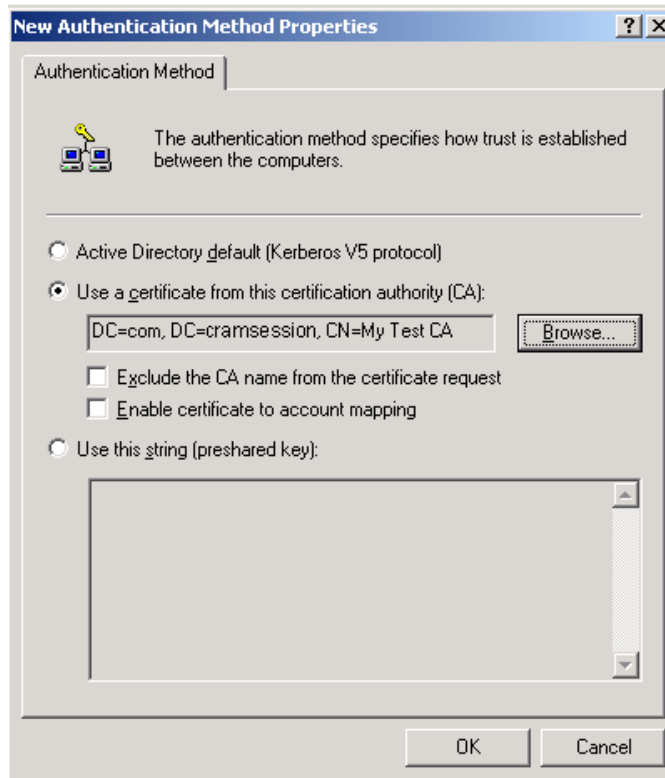 New Authentication Method Properties
Authentication Method
The authentication method specifies how trust is established
between the computers.
Active Directory default (Kerberos V5 protocol)
Use a certificate from this certification authority (CA):
DC=com, DC=cramsession, CN=My Test CA
Browse...
Exclude the CA name from the certificate request
Enable certificate to account mapping
Use this string (preshared key):
OK
Cancel